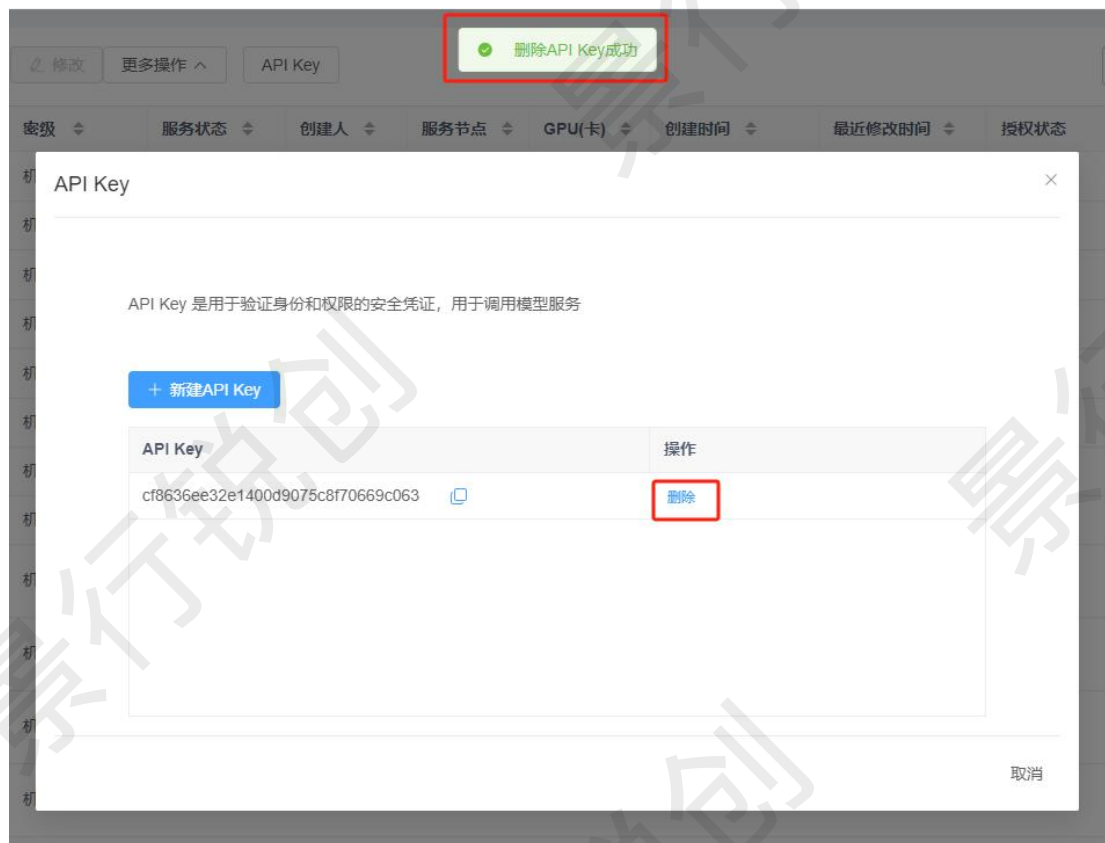 删除API Key成功
修改 更多操作 API Key
密级 服务状态 创建人 服务节点 GPU(卡) 创建时间 最近修改时间 授权状态
API Key
API Key 是用于验证身份和权限的安全凭证，用于调用模型服务
+ 新建API Key
API Key 操作
cf8636ee32e1400d9075c8f70669c063 删除
取消
景行锐创